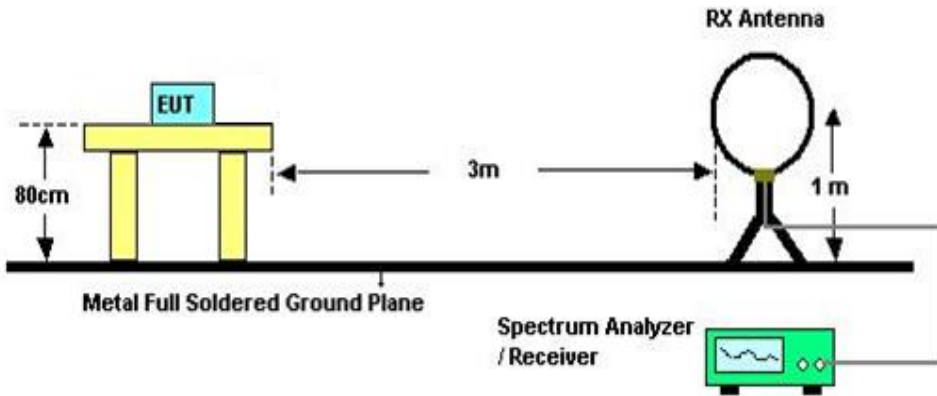 RX Antenna
EUT
3m
80cm
1 m
Metal Full Soldered Ground Plane
Spectrum Analyzer
/ Receiver